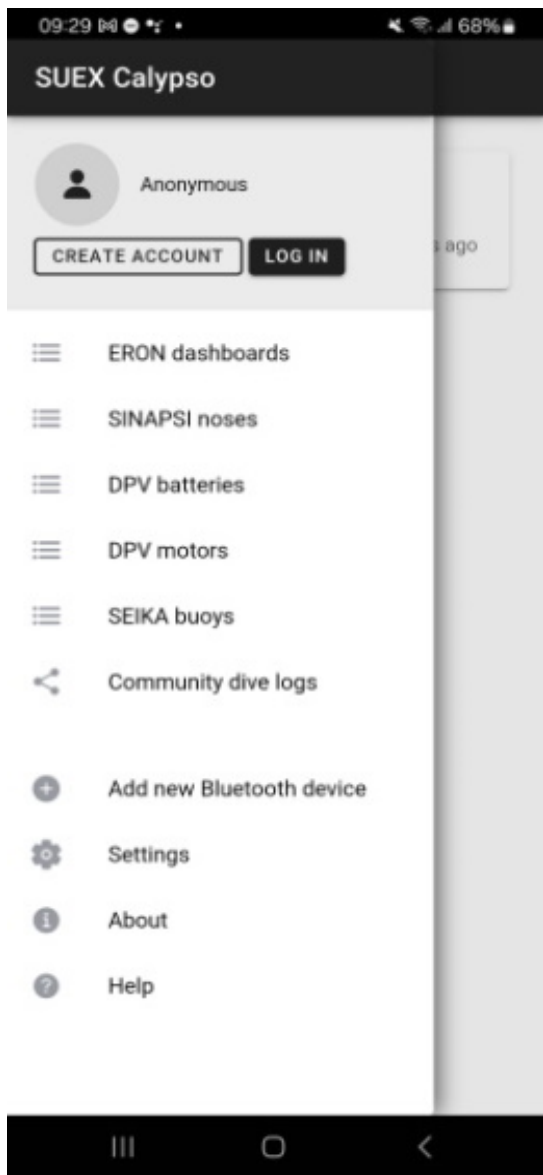 09:29 68%
SUEX Calypso
Anonymous
CREATE ACCOUNT LOG IN
ago
ERON dashboards
SINAPSI noses
DPV batteries
DPV motors
SEIKA buoys
Community dive logs
Add new Bluetooth device
Settings
About
Help